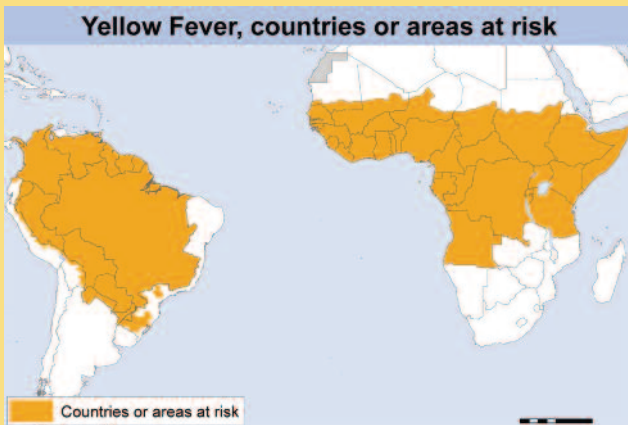 Yellow Fever, countries or areas at risk
Countries or areas at risk